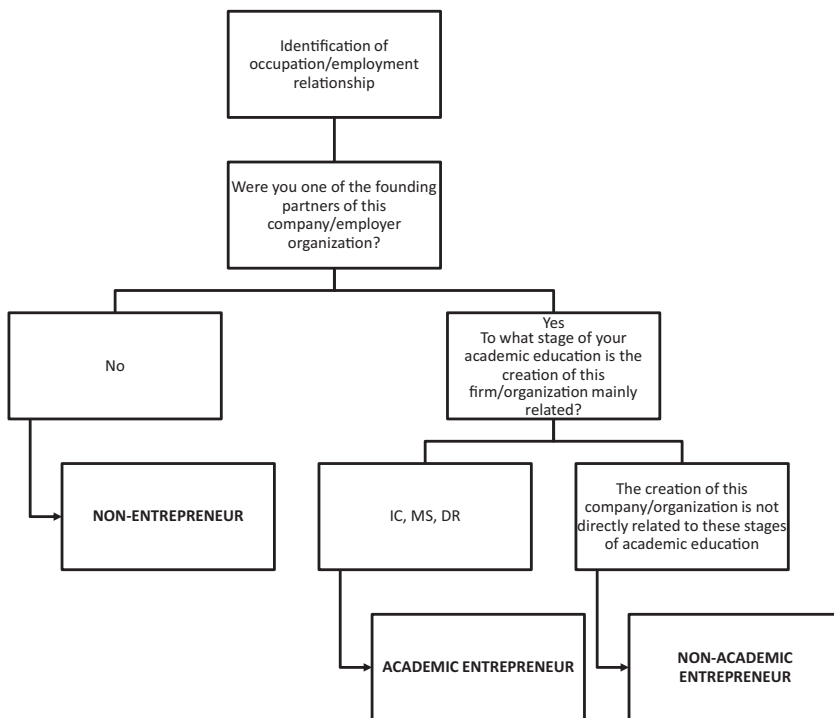 Identification of
occupation/employment
relationship
Were you one of the founding
partners of this
company/employer
organization?
No
Yes
To what stage of your
academic education is the
creation of this
firm/organization mainly
related?
NON-ENTREPRENEUR
IC, MS, DR
The creation of this
company/organization is not
directly related to these stages
of academic education
ACADEMIC ENTREPRENEUR
NON-ACADEMIC
ENTREPRENEUR